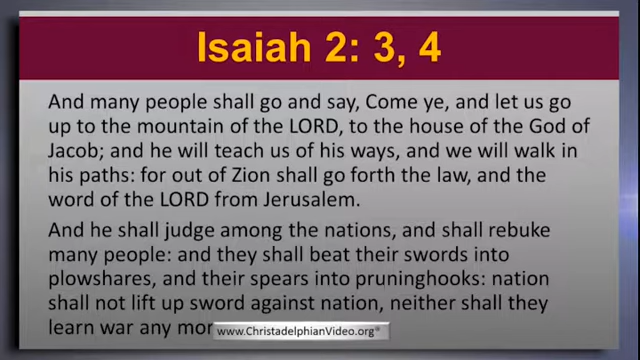 Isaiah 2: 3, 4
And many people shall go and say, Come ye, and let us go
up to the mountain of the LORD, to the house of the God of
Jacob; and he will teach us of his ways, and we will walk in
his paths: for out of Zion shall go forth the law, and the
word of the LORD from Jerusalem.
And he shall judge among the nations, and shall rebuke
many people: and they shall beat their swords into
plowshares, and their spears into pruninghooks: nation
shall not lift up sword against nation, neither shall they
learn war any mor
www.ChristadelphianVideo.org®